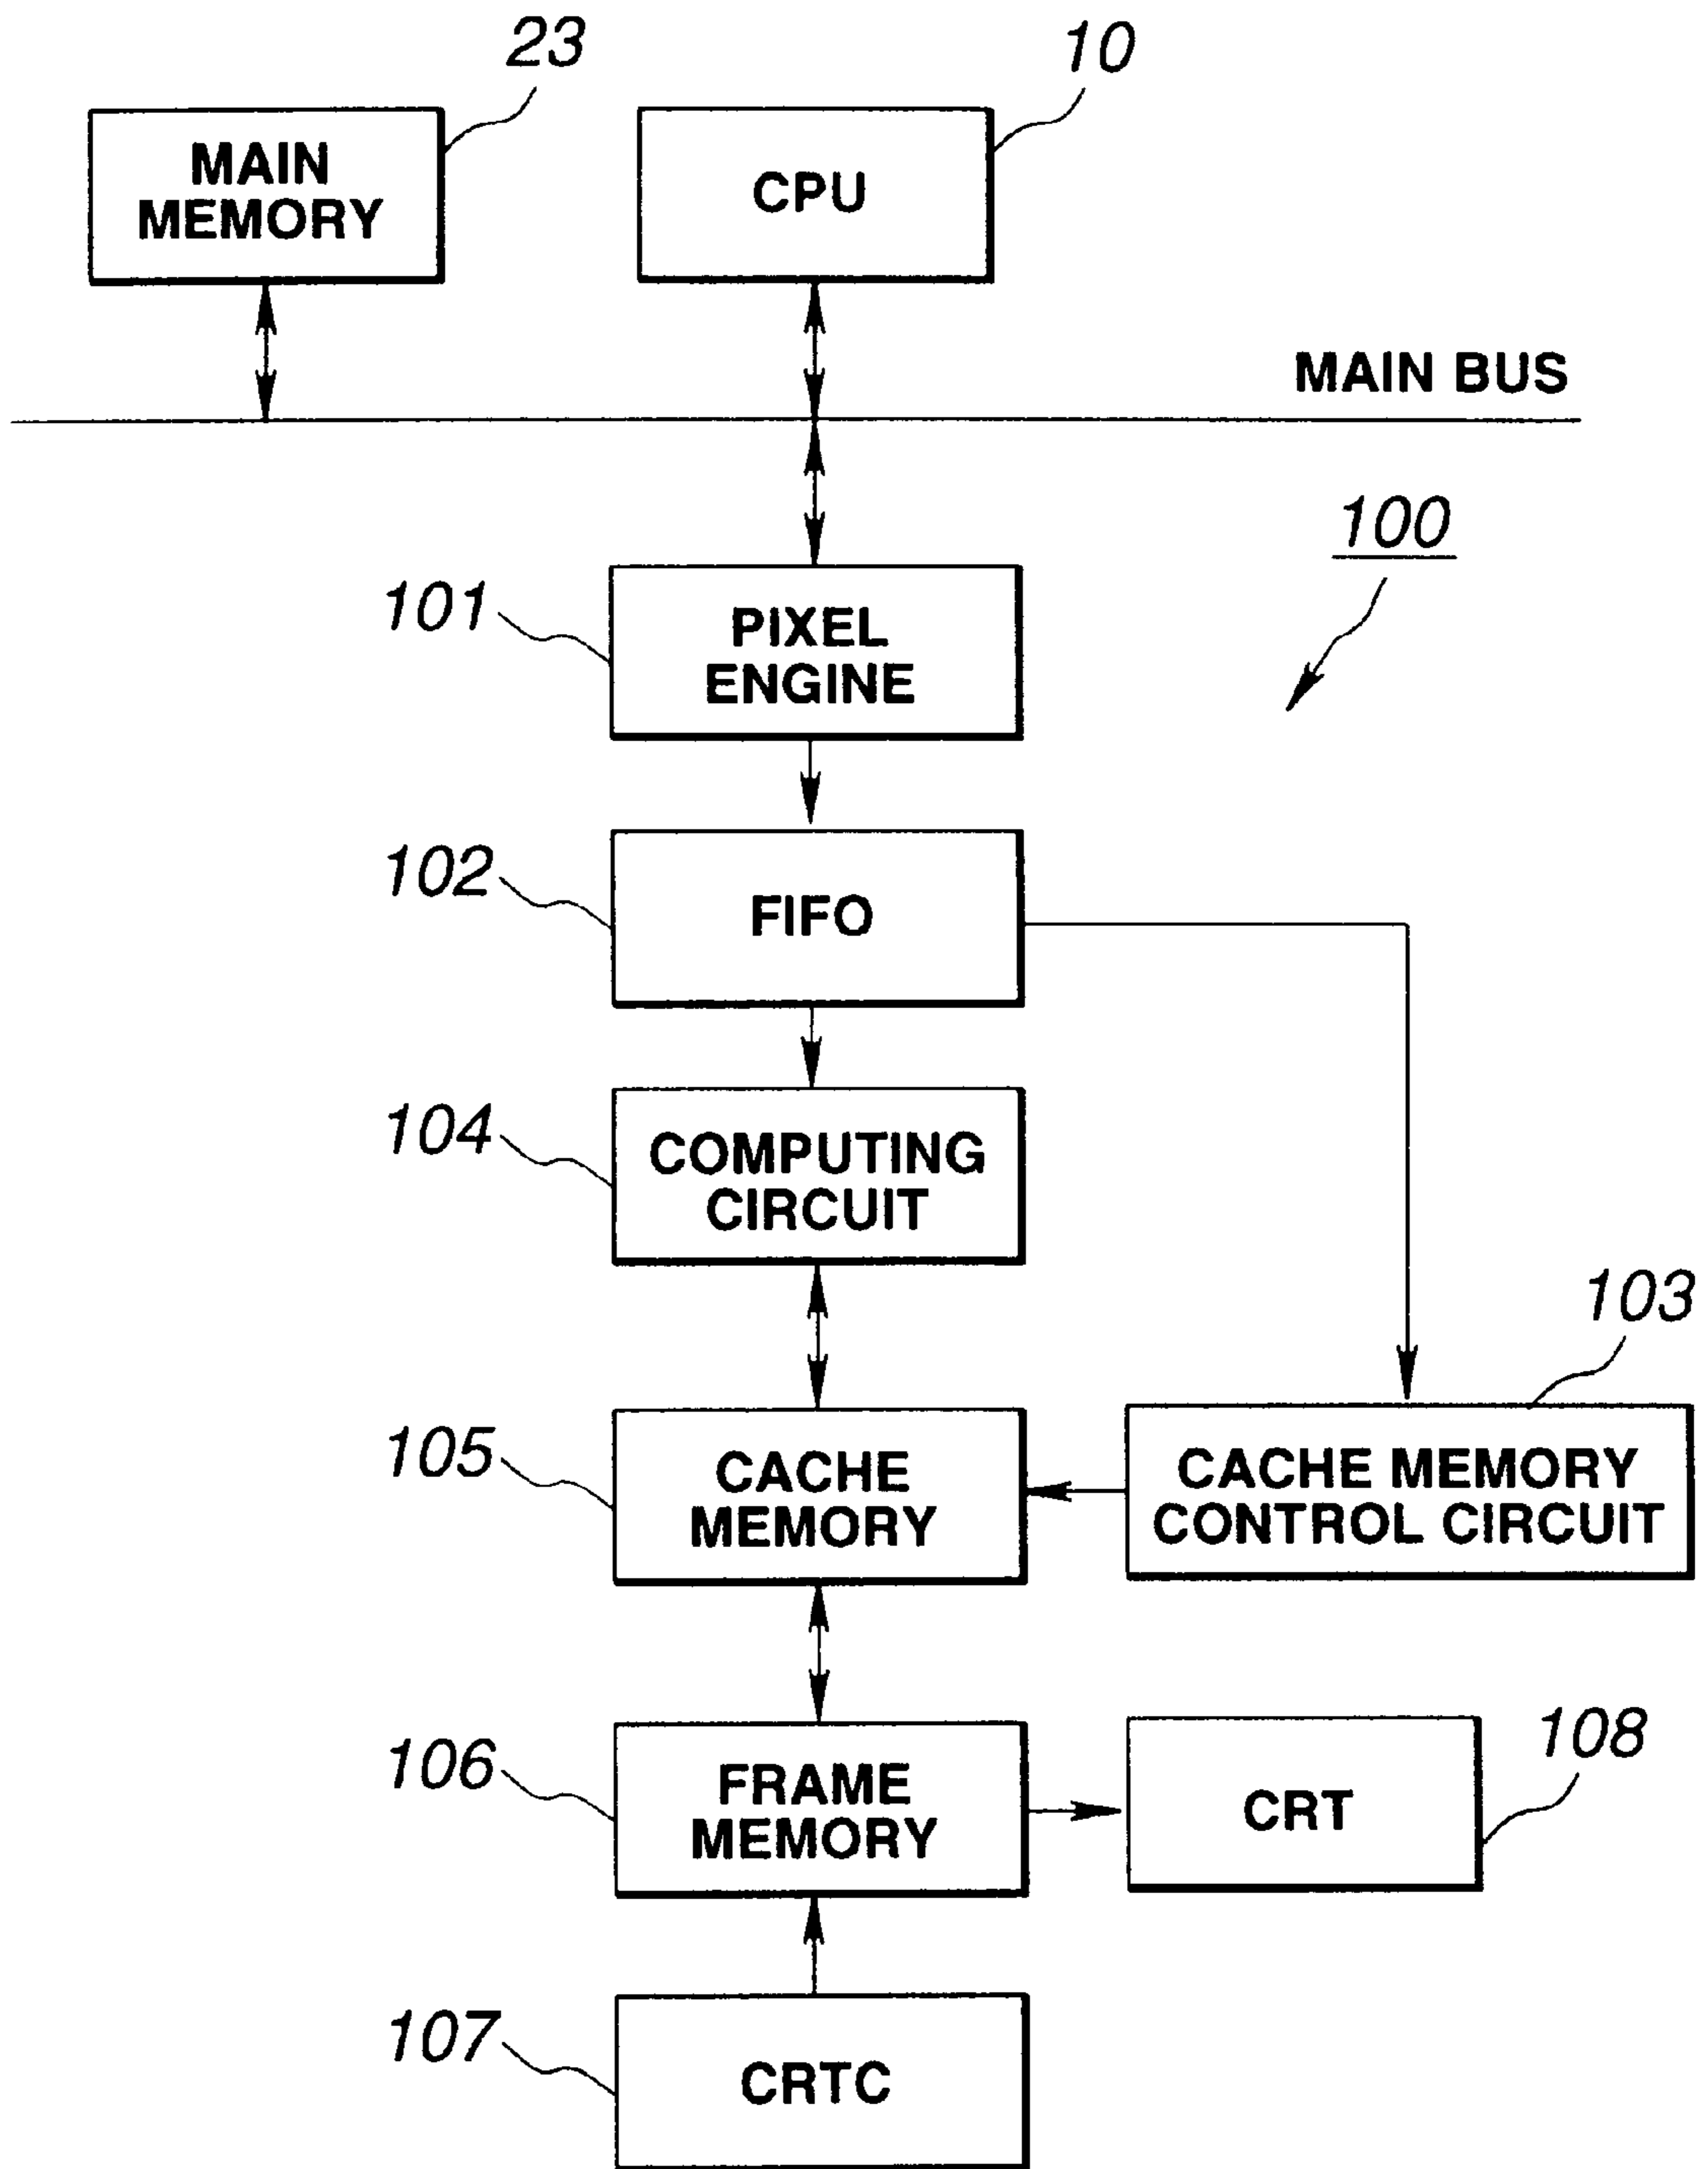 23
10
MAIN
MEMORY
CPU
MAIN BUS
100
101
PIXEL
ENGINE
102
FIFO
104
COMPUTING
CIRCUIT
103
105
CACHE
MEMORY
CACHE MEMORY
CONTROL CIRCUIT
106
FRAME
MEMORY
CRT
108
107
CRTC